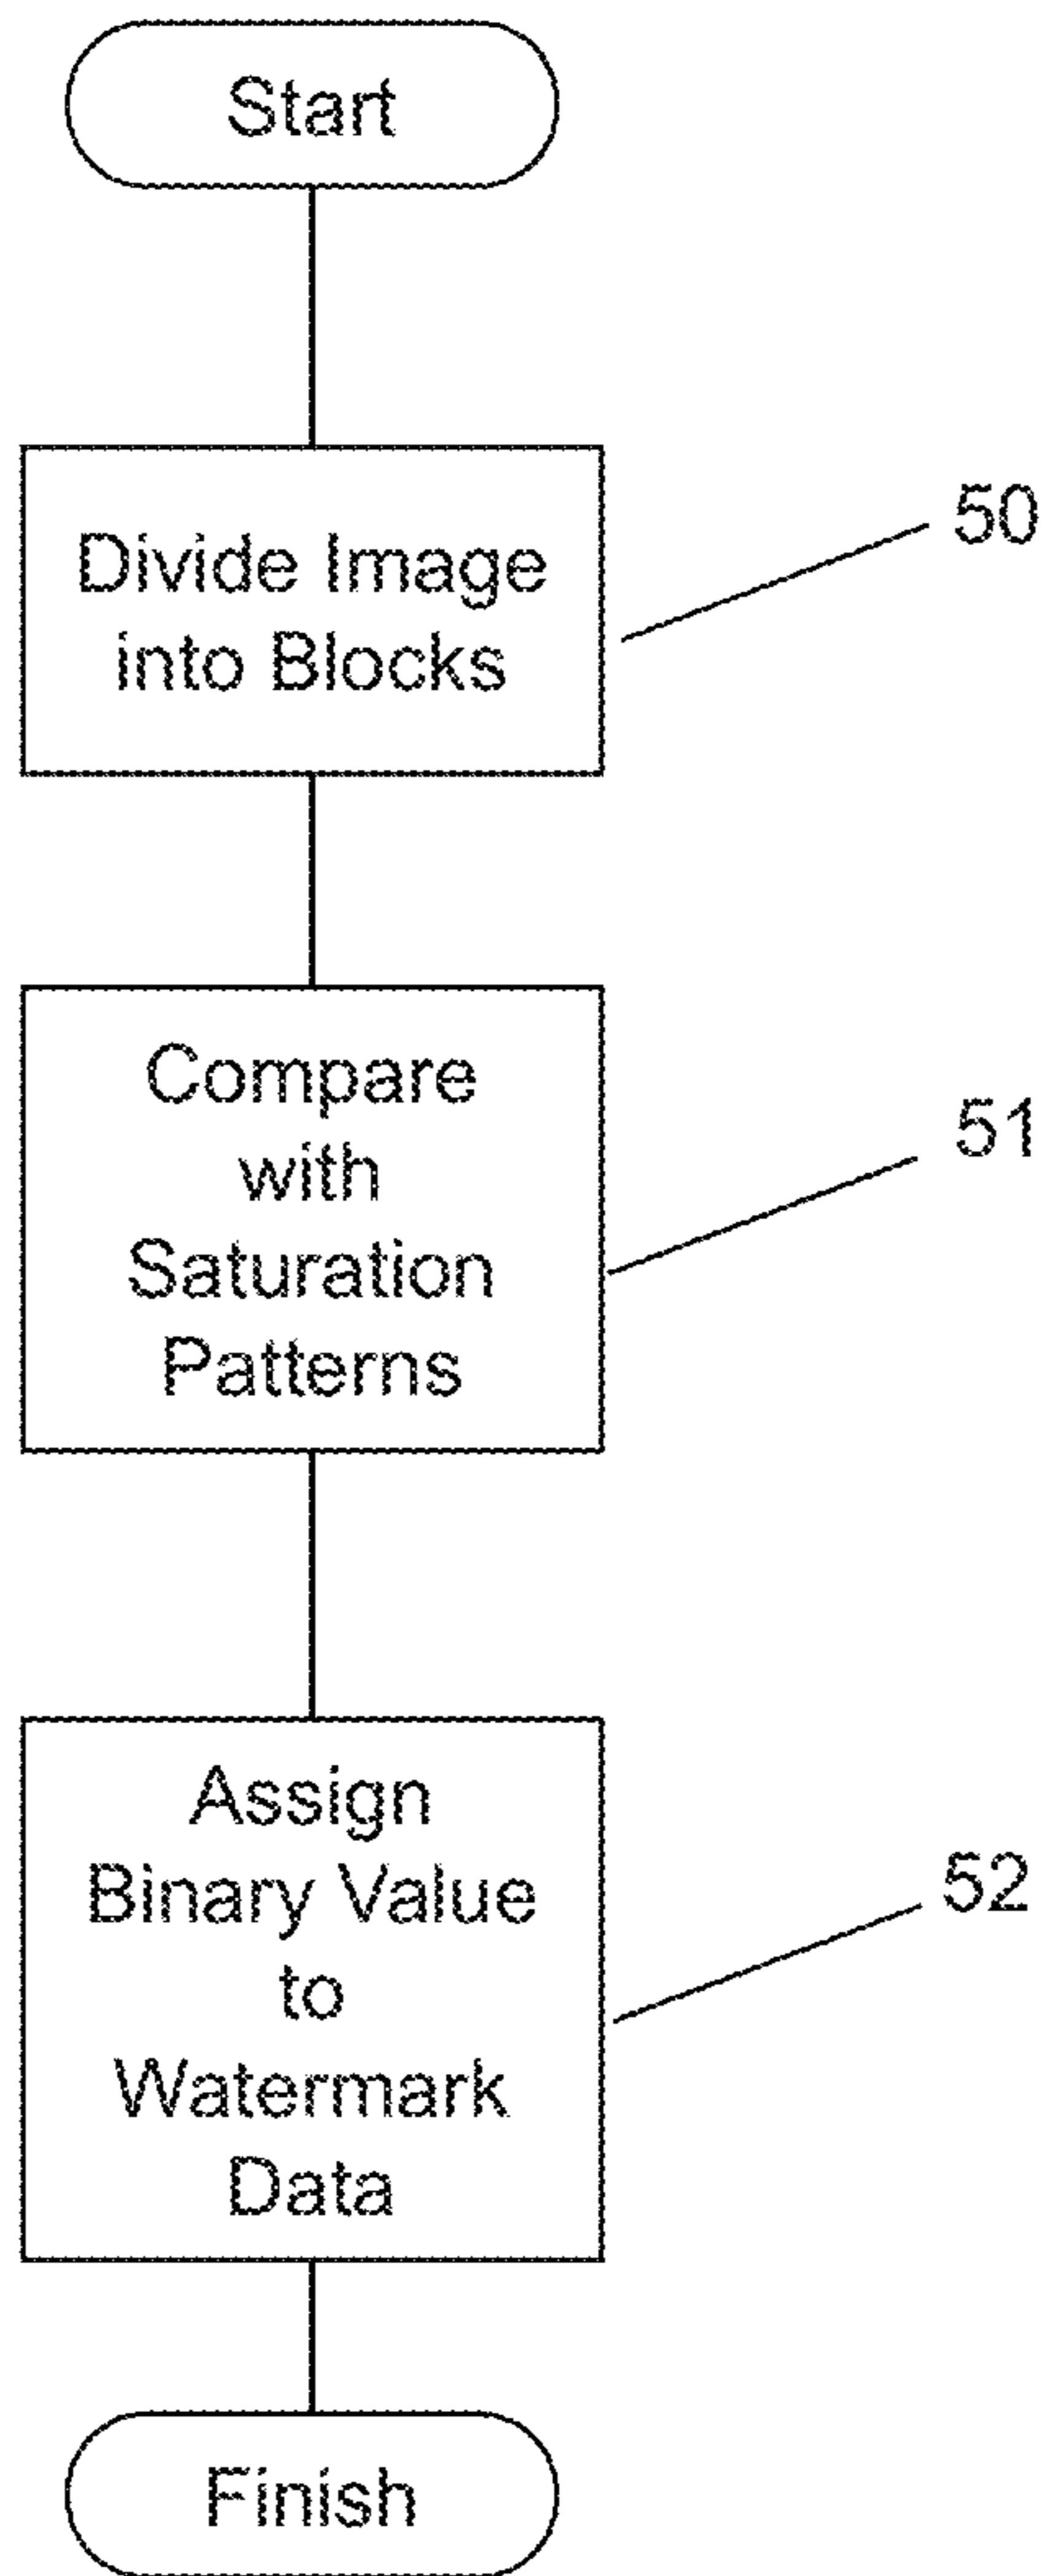 Start
Divide Image
into Blocks
50
Compare
with
Saturation
Patterns
51
Assign
Binary Value
to
Watermark
Data
52
Finish